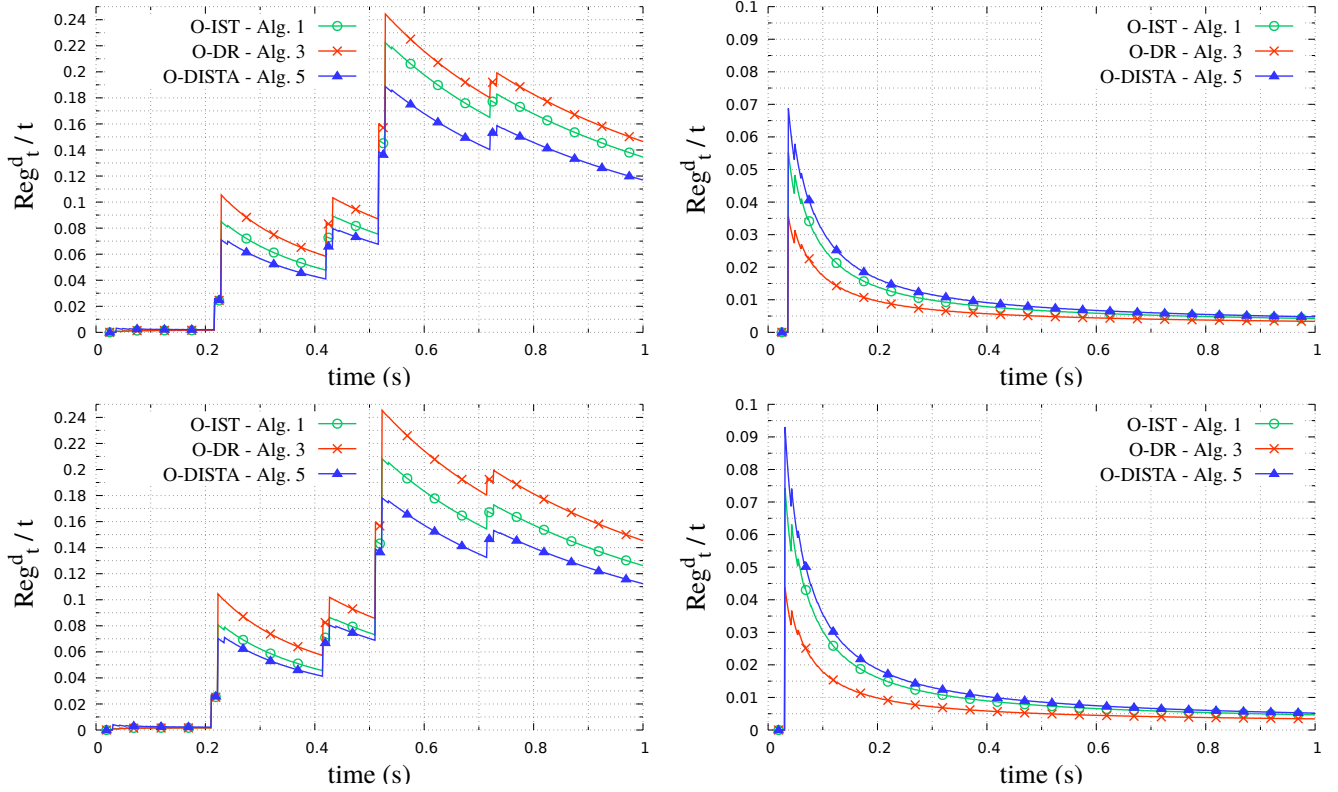 0.24
0.22
0.2
0.18
0.16
0.14
0.12
0.1
0.08
0.06
0.04
0.02
0
Reg^d_t / t
O-IST - Alg. 1
O-DR - Alg. 3
O-DISTA - Alg. 5
0 0.2 0.4 0.6 0.8 1
time (s)
0.1
0.09
0.08
0.07
0.06
0.05
0.04
0.03
0.02
0.01
0
Reg^d_t / t
O-IST - Alg. 1
O-DR - Alg. 3
O-DISTA - Alg. 5
0 0.2 0.4 0.6 0.8 1
time (s)
0.24
0.22
0.2
0.18
0.16
0.14
0.12
0.1
0.08
0.06
0.04
0.02
0
Reg^d_t / t
O-IST - Alg. 1
O-DR - Alg. 3
O-DISTA - Alg. 5
0 0.2 0.4 0.6 0.8 1
time (s)
0.1
0.09
0.08
0.07
0.06
0.05
0.04
0.03
0.02
0.01
0
Reg^d_t / t
O-IST - Alg. 1
O-DR - Alg. 3
O-DISTA - Alg. 5
0 0.2 0.4 0.6 0.8 1
time (s)